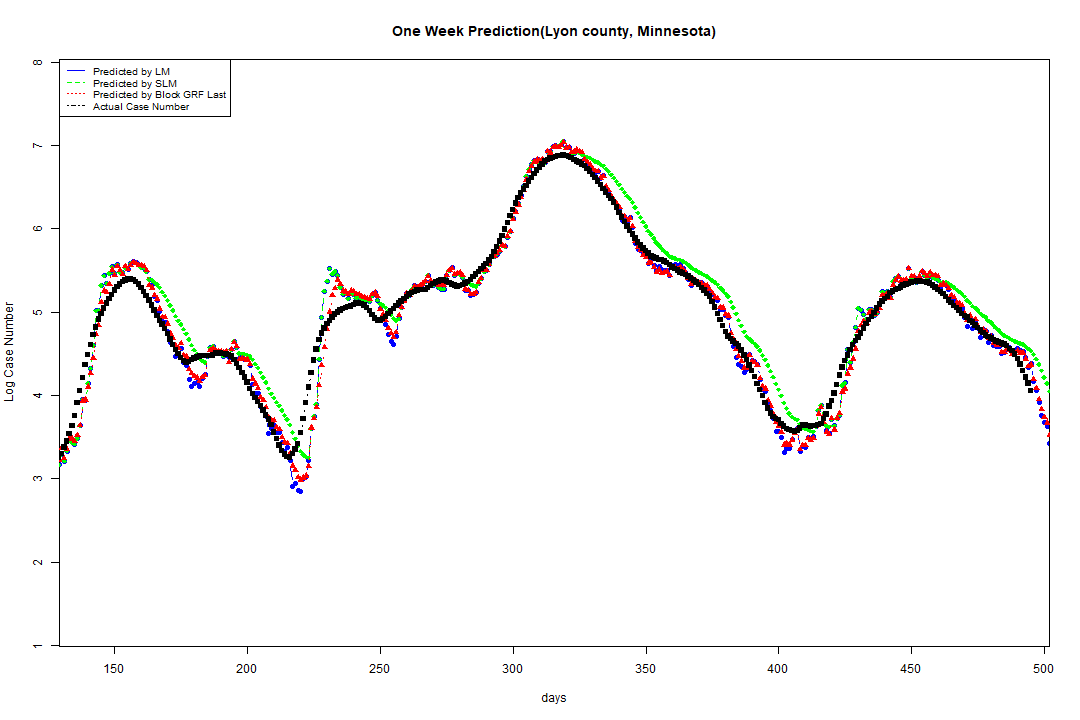 One Week Prediction(Lyon county, Minnesota)
Predicted by LM
Predicted by SLM
Predicted by Block GRF Last
Actual Case Number
8
7
6
5
4
3
2
1
Log Case Number
150 200 250 300 350 400 450 500
days